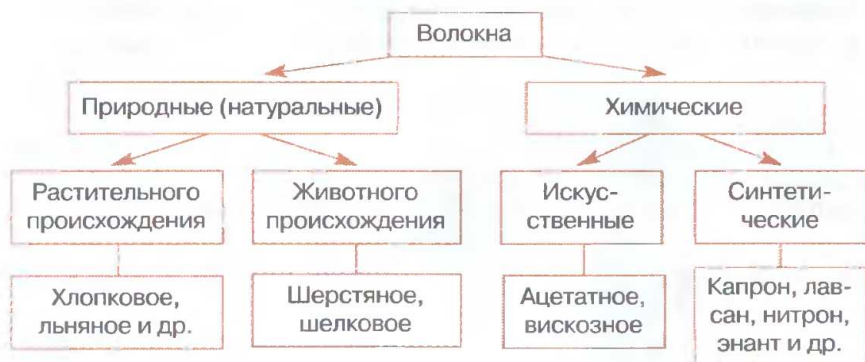 Волокна
Природные (натуральные)
Химические
Растительного
происхождения
Животного
происхождения
Искус-
ственные
Синтети-
ческие
Хлопковое,
льняное и др.
Шерстяное,
шелковое
Ацетатное,
вискозное
Капрон, лав-
сан, нитрон,
энант и др.